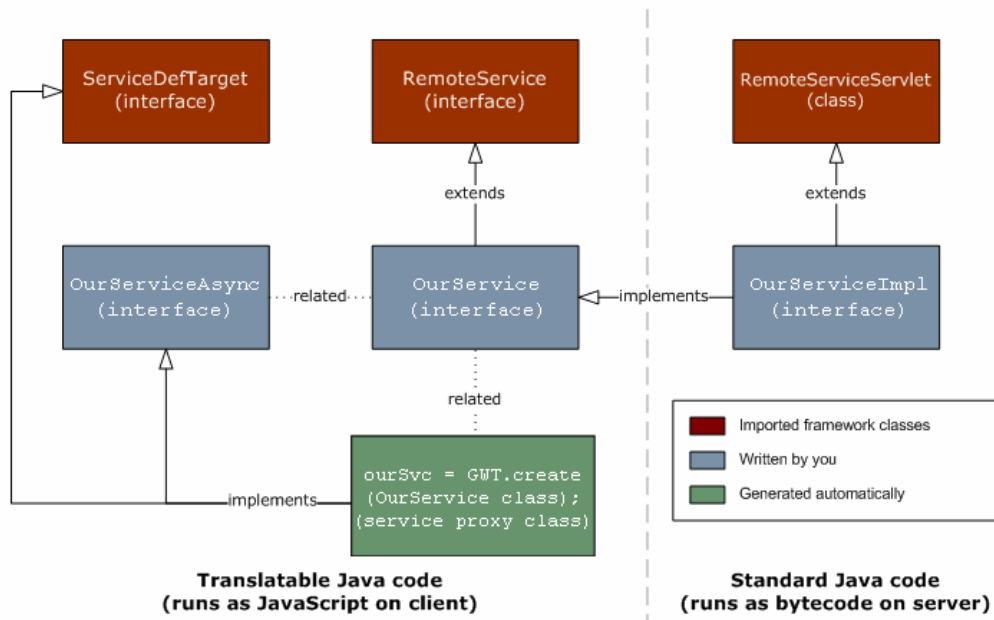 ServiceDefTarget
(interface)
RemoteService
(interface)
RemoteServiceServlet
(class)
extends
extends
OurServiceAsync
(interface)
related
OurService
(interface)
implements
OurServiceImpl
(interface)
related
ourSvc = GWT.create
(OurService class);
(service proxy class)
implements
Imported framework classes
Written by you
Generated automatically
Translatable Java code
(runs as JavaScript on client)
Standard Java code
(runs as bytecode on server)